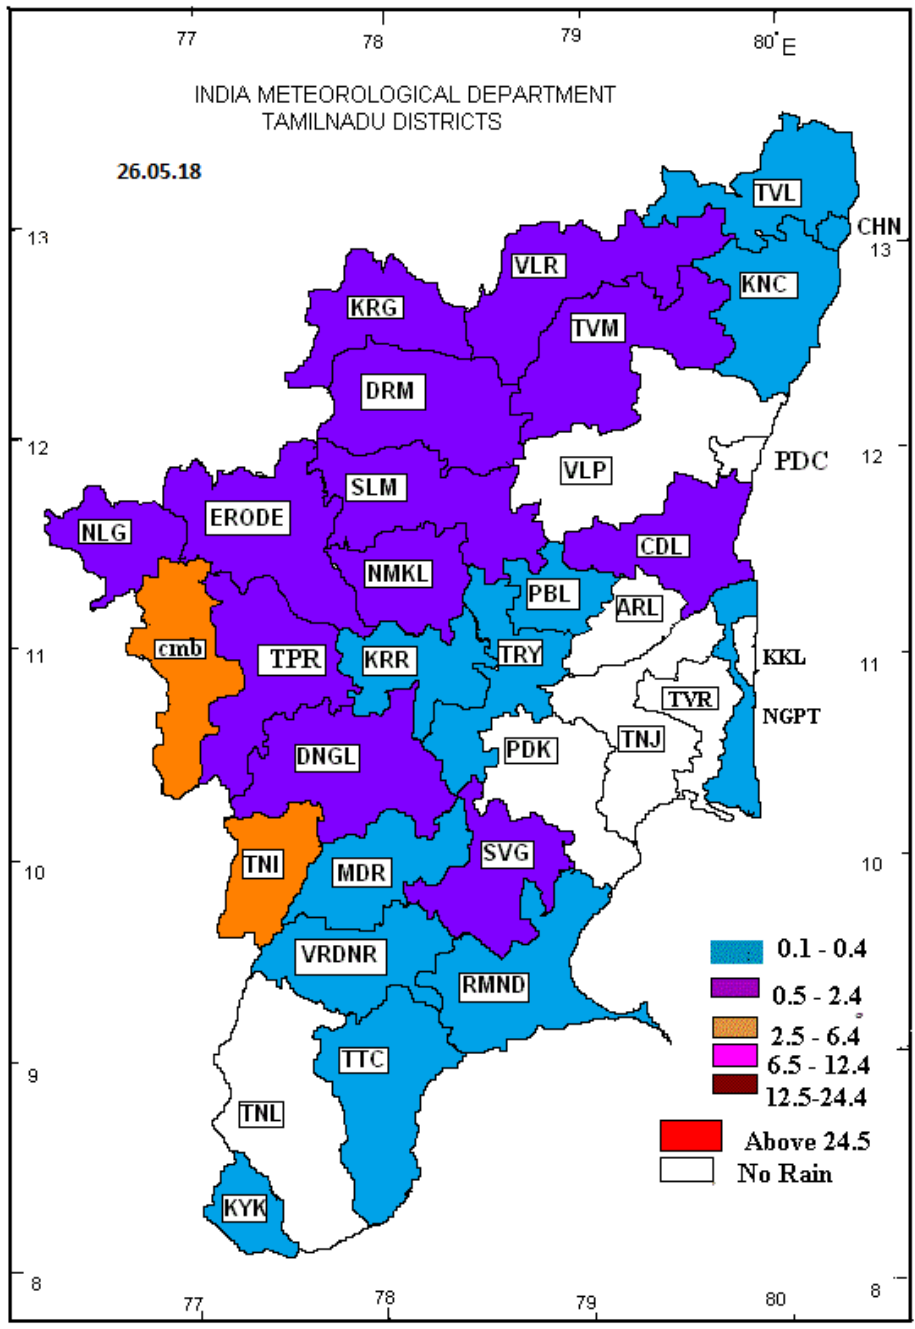 77 78 79 80° E
INDIA METEOROLOGICAL DEPARTMENT
TAMILNADU DISTRICTS
26.05.18
TVL
CHN
13 13
VLR
KNC
KRG
TVM
DRM
12 12
VLP PDC
SLM
ERODE
NLG
CDL
NMKL
PBL
ARL
cmb TPR KRR TRY
11 11
KKL
TVR
NGPT
TNJ
DNGL PDK
SVG
TNI MDR
10 10
VRDNR
0.1 - 0.4
RMND
0.5 - 2.4
2.5 - 6.4
TTC
6.5 - 12.4
9 8
12.5-24.4
TNL
Above 24.5
No Rain
KYK
8 8
77 78 79 80